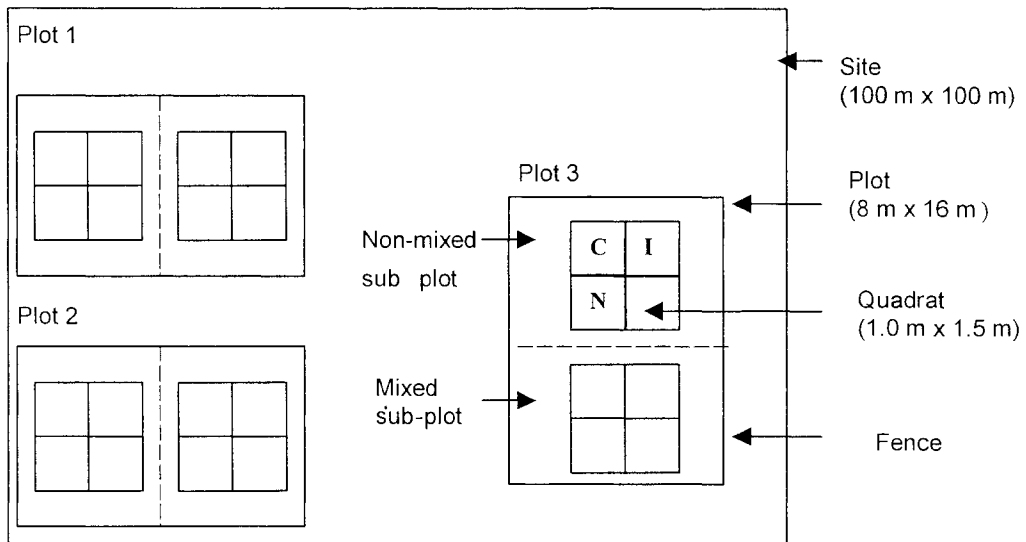 Plot 1
Site
(100 m x 100 m)
Plot 3
Plot
(8 m x 16 m)
Non-mixed
sub plot
C I
N
Plot 2
Quadrat
(1.0 m x 1.5 m)
Mixed
sub-plot
Fence